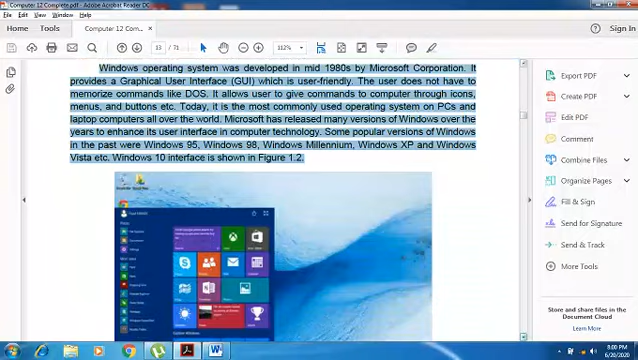 Computer 12 Complete.pdf - Adobe Acrobat Reader DC
File Edit View Window Help
Home Tools Computer 12 Com... × Sign In
13 / 71 112%
Windows operating system was developed in mid 1980s by Microsoft Corporation. It
provides a Graphical User Interface (GUI) which is user-friendly. The user does not have to
memorize commands like DOS. It allows user to give commands to computer through icons,
menus, and buttons etc. Today, it is the most commonly used operating system on PCs and
laptop computers all over the world. Microsoft has released many versions of Windows over the
years to enhance its user interface in computer technology. Some popular versions of Windows
in the past were Windows 95, Windows 98, Windows Millennium, Windows XP and Windows
Vista etc. Windows 10 interface is shown in Figure 1.2.
Export PDF
Create PDF
Edit PDF
Comment
Combine Files
Organize Pages
Fill & Sign
Send for Signature
Send & Track
More Tools
Store and share files in the
Document Cloud
Learn More
8:00 PM
6/20/2020